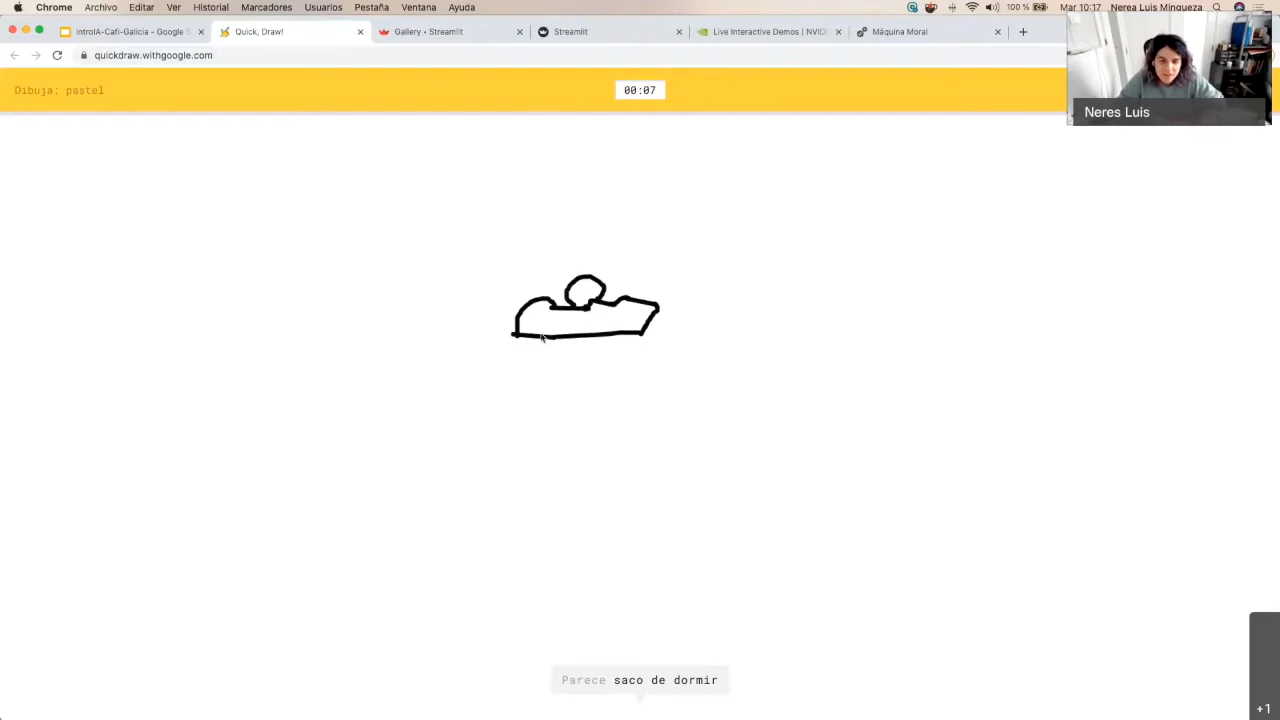 Chrome Archivo Editar Ver Historial Marcadores Usuarios Pestaña Ventana Ayuda 100 % Mar 10:17 Nerea Luis Mingueza
IntroIA-Cafi-Galicia - Google S Quick, Draw! Gallery • Streamlit Streamlit Live Interactive Demos | NVIDI Máquina Moral
quickdraw.withgoogle.com
Dibuja: pastel 00:07
Neres Luis
Parece saco de dormir
+1